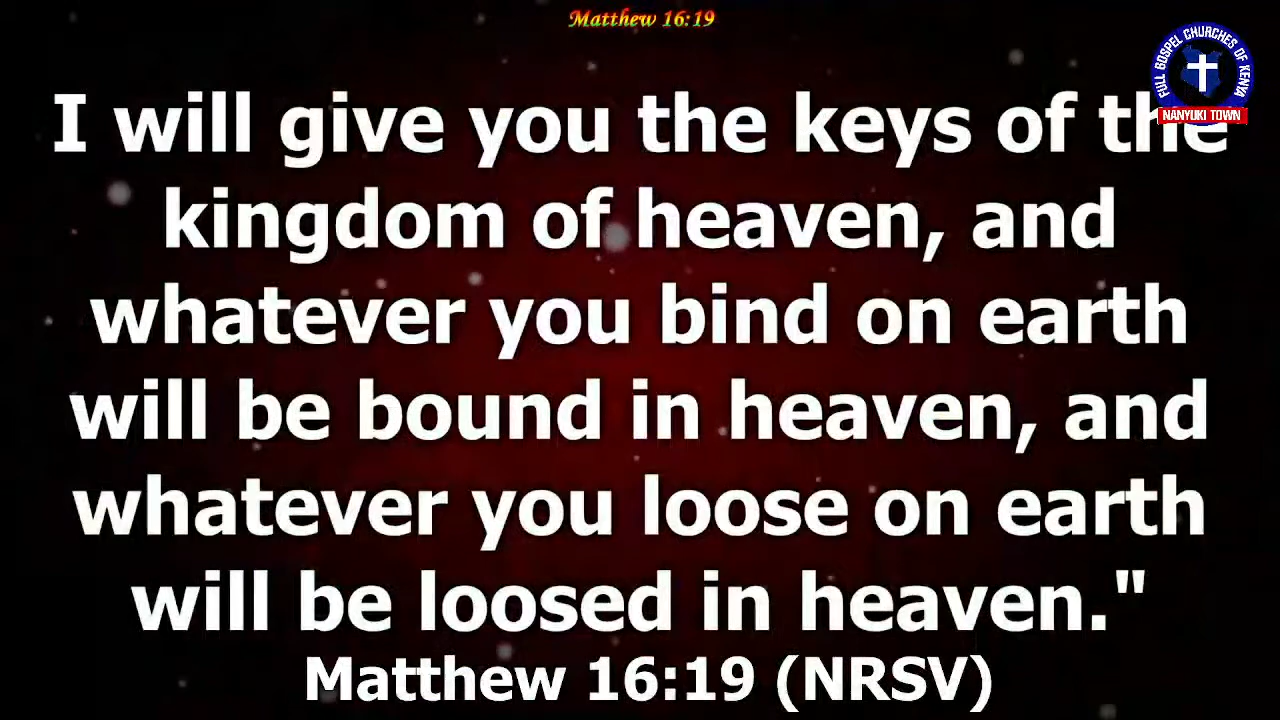 Matthew 16:19
FULL GOSPEL CHURCHES OF KENYA
NANYUKI TOWN
I will give you the keys of the
kingdom of heaven, and
whatever you bind on earth
will be bound in heaven, and
whatever you loose on earth
will be loosed in heaven."
Matthew 16:19 (NRSV)